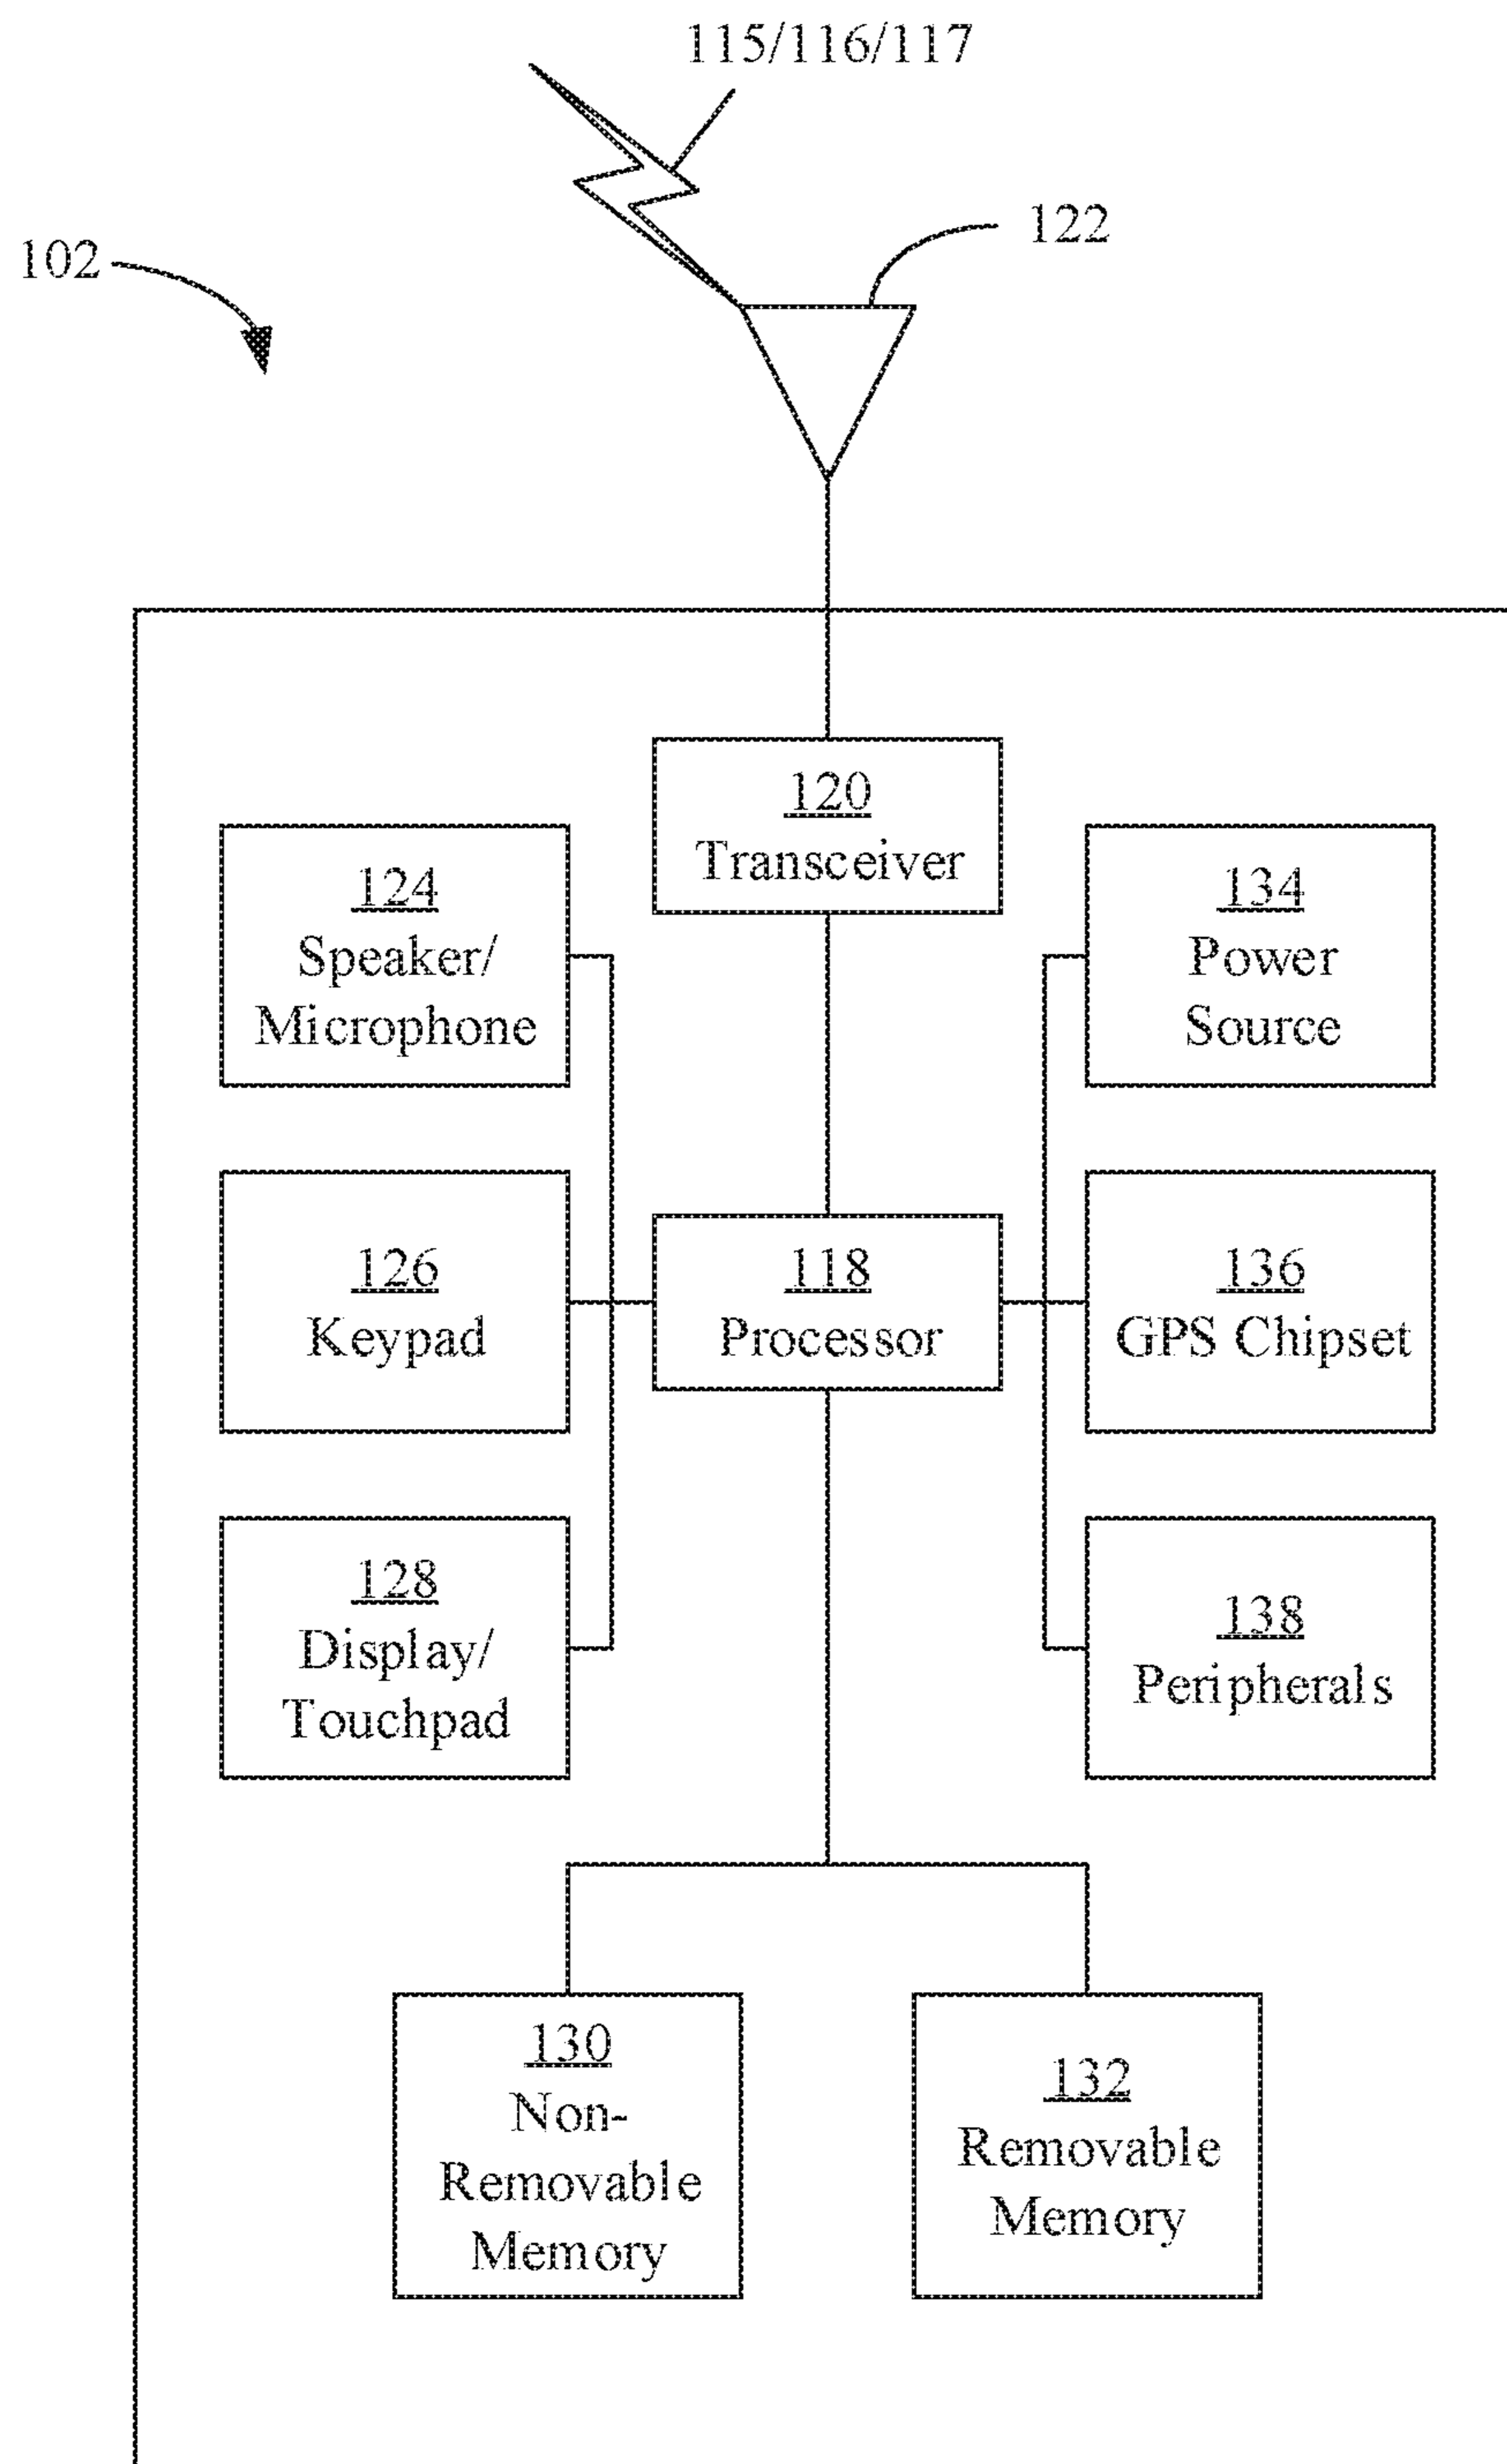 115/116/117
122
102
120
Transceiver
124
Speaker/
Microphone
134
Power
Source
126
Keypad
118
Processor
136
GPS Chipset
128
Display/
Touchpad
138
Peripherals
130
Non-
Removable
Memory
132
Removable
Memory